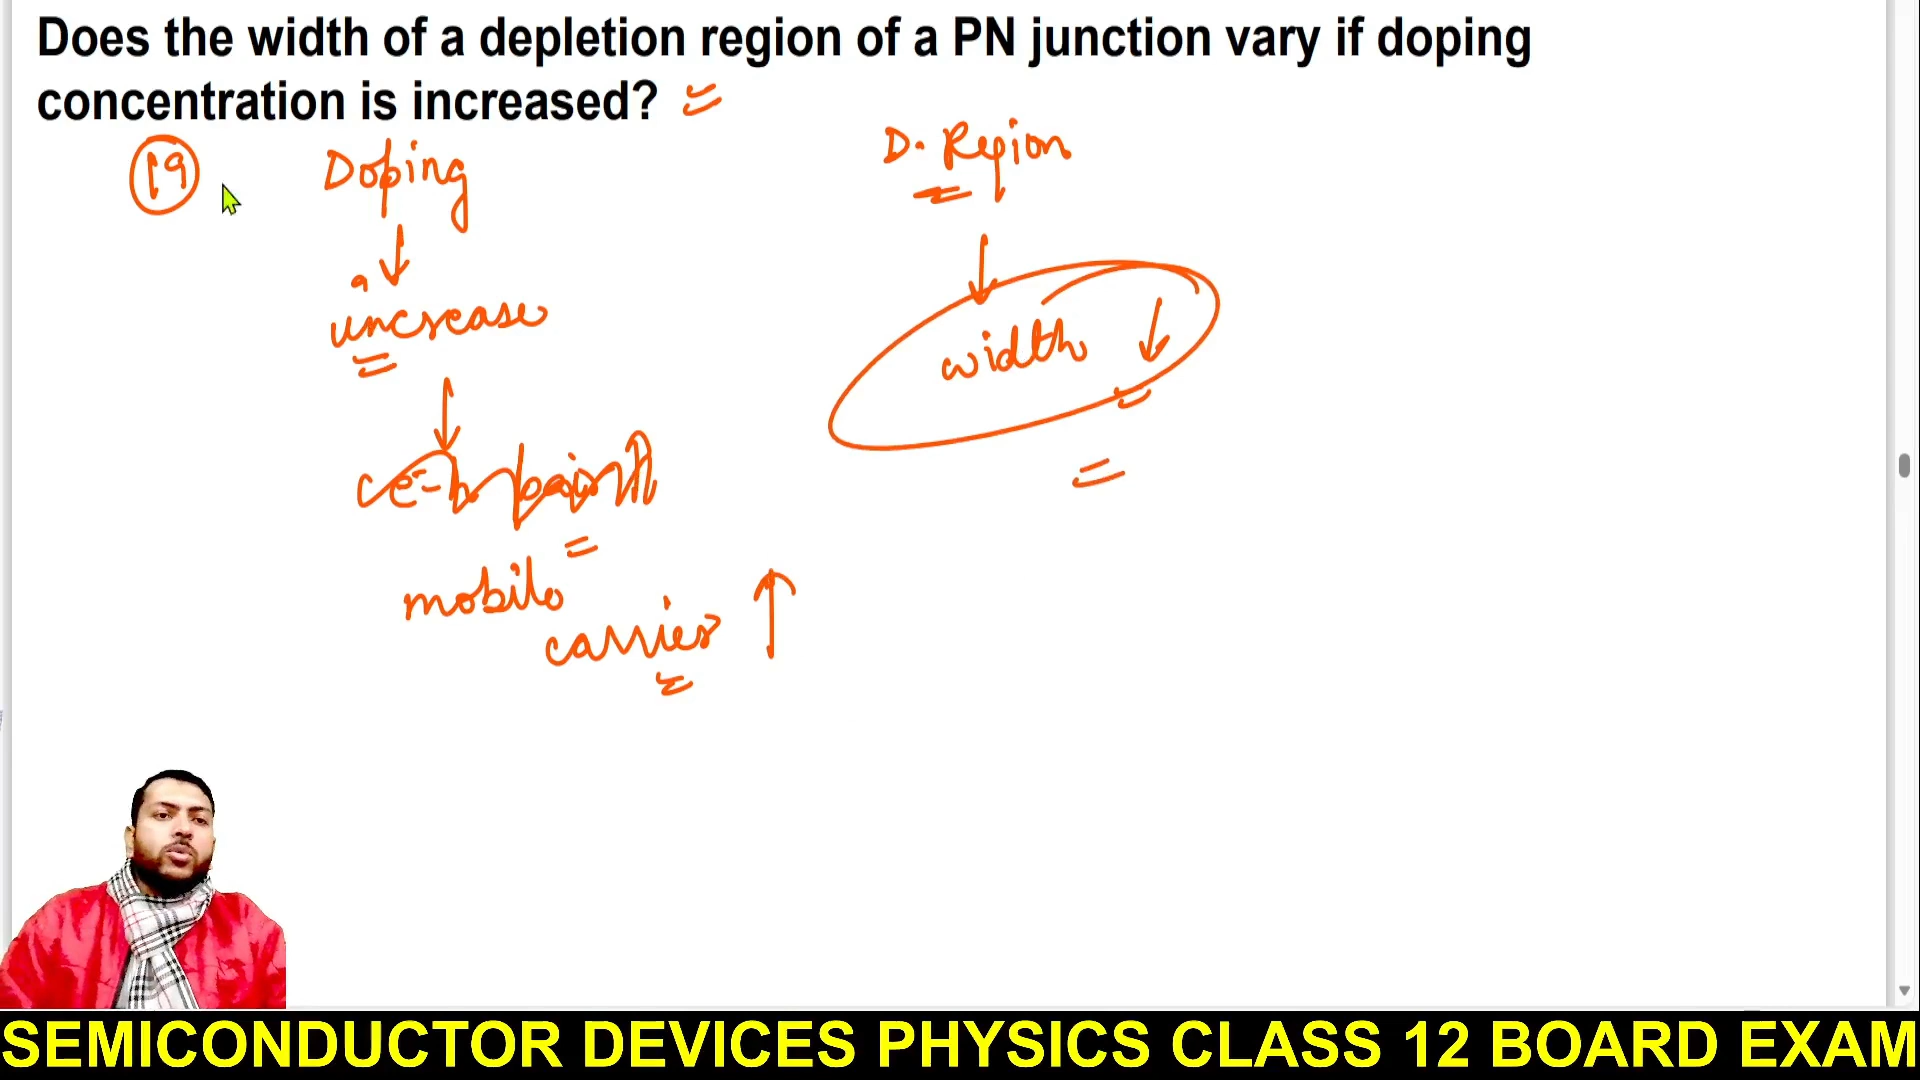 Does the width of a depletion region of a PN junction vary if doping
concentration is increased?
19
Doping
increase
e⁻-h pair ↑
mobile
carrier ↑
D. Region
width ↓
SEMICONDUCTOR DEVICES PHYSICS CLASS 12 BOARD EXAM